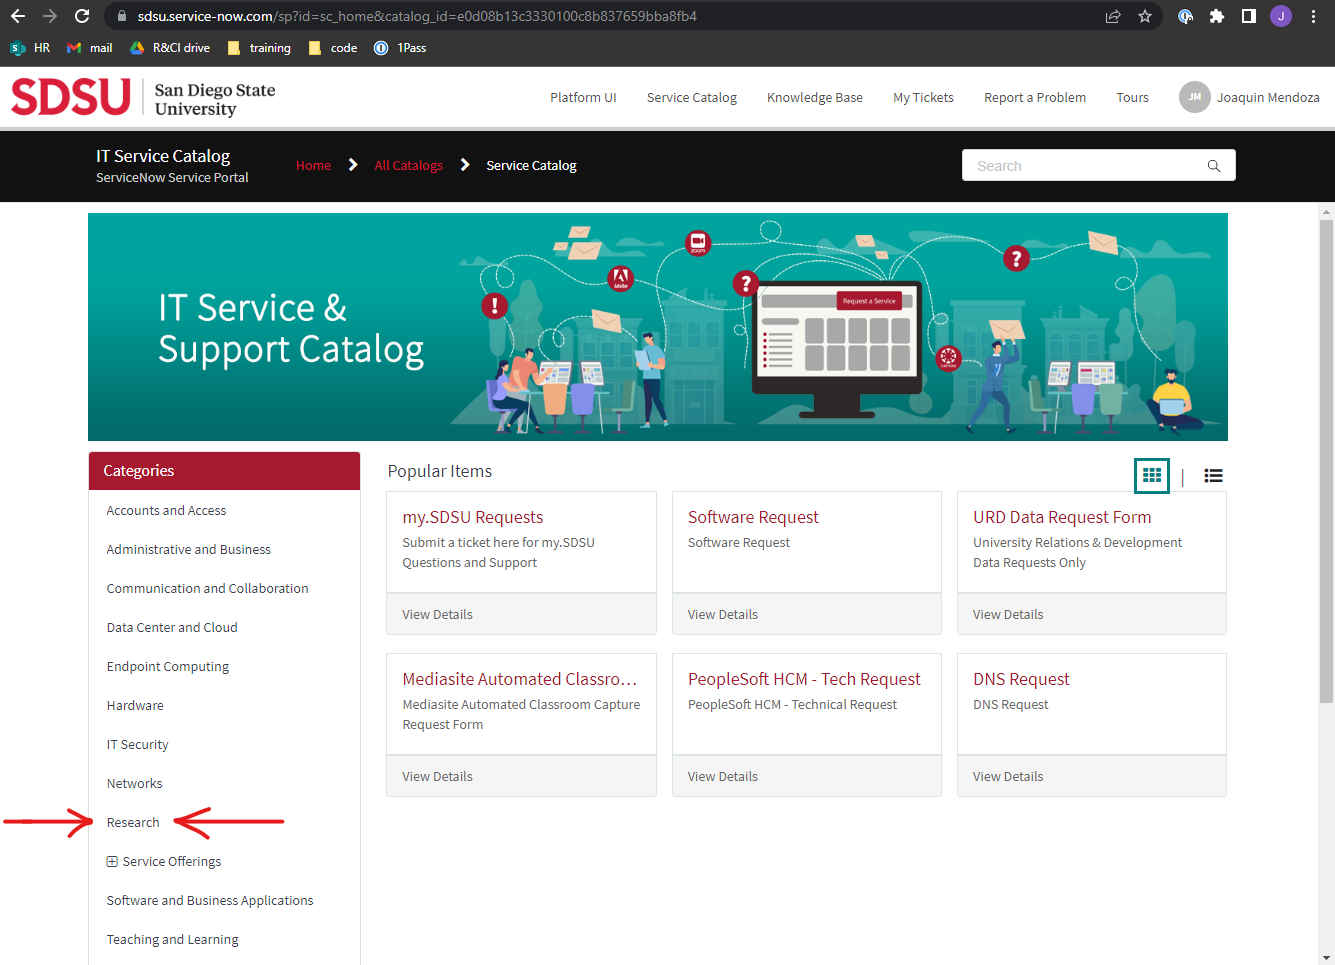 sdsu.service-now.com/sp?id=sc_home&catalog_id=e0d08b13c3330100c8b837659bba8fb4
J
HR
mail
R&CI drive
training
code
1Pass
SDSU
San Diego State
University
Platform UI
Service Catalog
Knowledge Base
My Tickets
Report a Problem
Tours
JM
Joaquin Mendoza
IT Service Catalog
ServiceNow Service Portal
Home
All Catalogs
Service Catalog
Search
IT Service &
Support Catalog
!
Adobe
zoom
?
Request a Service
?
canvas
Categories
Accounts and Access
Administrative and Business
Communication and Collaboration
Data Center and Cloud
Endpoint Computing
Hardware
IT Security
Networks
Research
Service Offerings
Software and Business Applications
Teaching and Learning
Popular Items
my.SDSU Requests
Submit a ticket here for my.SDSU
Questions and Support
View Details
Software Request
Software Request
View Details
URD Data Request Form
University Relations & Development
Data Requests Only
View Details
Mediasite Automated Classro...
Mediasite Automated Classroom Capture
Request Form
View Details
PeopleSoft HCM - Tech Request
PeopleSoft HCM - Technical Request
View Details
DNS Request
DNS Request
View Details